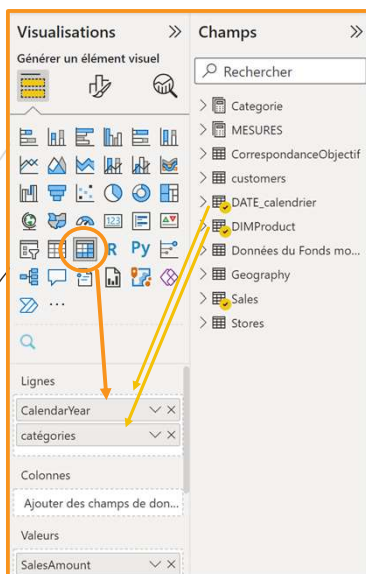 Visualisations
Générer un élément visuel
123
R
Py
...
Lignes
CalendarYear
catégories
Colonnes
Ajouter des champs de don...
Valeurs
SalesAmount
Champs
Rechercher
Categorie
MESURES
CorrespondanceObjectif
customers
DATE_calendrier
DIMProduct
Données du Fonds mo...
Geography
Sales
Stores